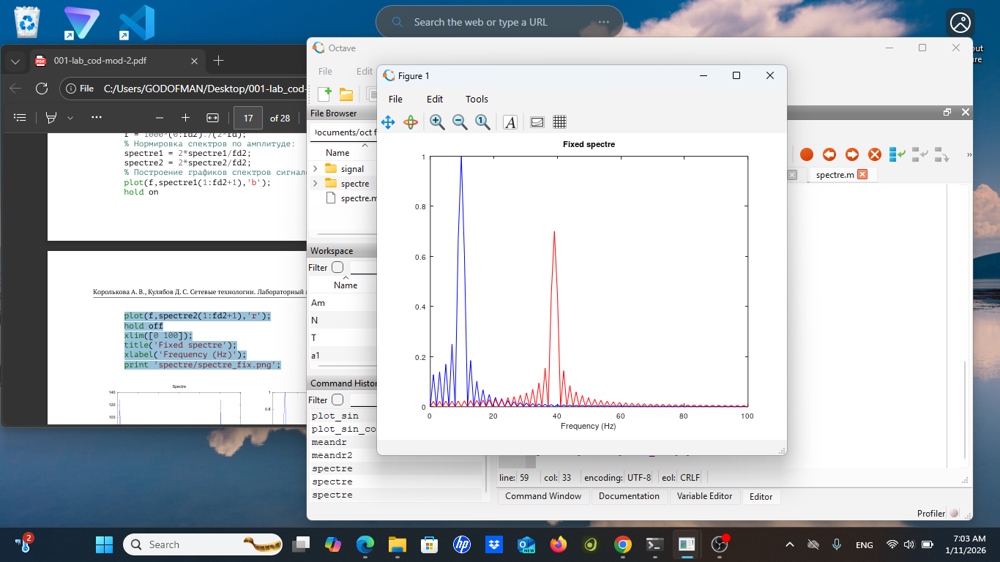 Search the web or type a URL
001-lab_cod-mod-2.pdf
File C:/Users/GODOFMAN/Desktop/001-lab_cod-
17 of 28
f = 1000*(0:fd2)./(2*fd);
% Нормировка спектров по амплитуде:
spectre1 = 2*spectre1/fd2;
spectre2 = 2*spectre2/fd2;
% Построение графиков спектров сигнал
plot(f,spectre1(1:fd2+1),'b');
hold on
Королькова А. В., Кулябов Д. С. Сетевые технологии. Лабораторный
plot(f,spectre2(1:fd2+1),'r');
hold off
xlim([0 100]);
title('Fixed spectre');
xlabel('Frequency (Hz)');
print 'spectre/spectre_fix.png';
Spectre
140
120
100
1
0.8
Octave
File Edit
File Browser
ocuments/oct f
Name
signal
spectre
spectre.m
Workspace
Filter
Name
Am
N
T
a1
Command Histor
Filter
plot_sin
plot_sin_co
meandr
meandr2
spectre
spectre
spectre
Figure 1
File Edit Tools
A
Fixed spectre
1
0.8
0.6
0.4
0.2
0
0 20 40 60 80 100
Frequency (Hz)
spectre.m
line: 59 col: 33 encoding: UTF-8 eol: CRLF
Command Window Documentation Variable Editor Editor
Profiler
2
Search
NEW
ENG
7:03 AM
1/11/2026